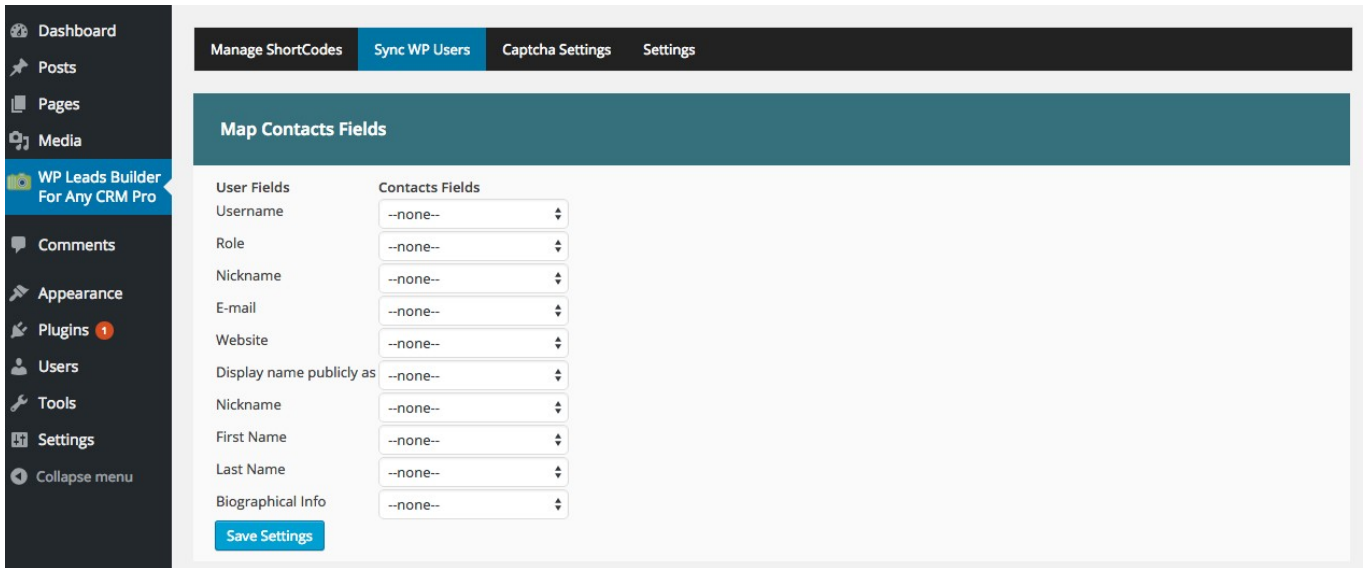 Dashboard
Posts
Pages
Media
WP Leads Builder
For Any CRM Pro
Comments
Appearance
Plugins 1
Users
Tools
Settings
Collapse menu
Manage ShortCodes Sync WP Users Captcha Settings Settings
Map Contacts Fields
User Fields Contacts Fields
Username --none--
Role --none--
Nickname --none--
E-mail --none--
Website --none--
Display name publicly as --none--
Nickname --none--
First Name --none--
Last Name --none--
Biographical Info --none--
Save Settings